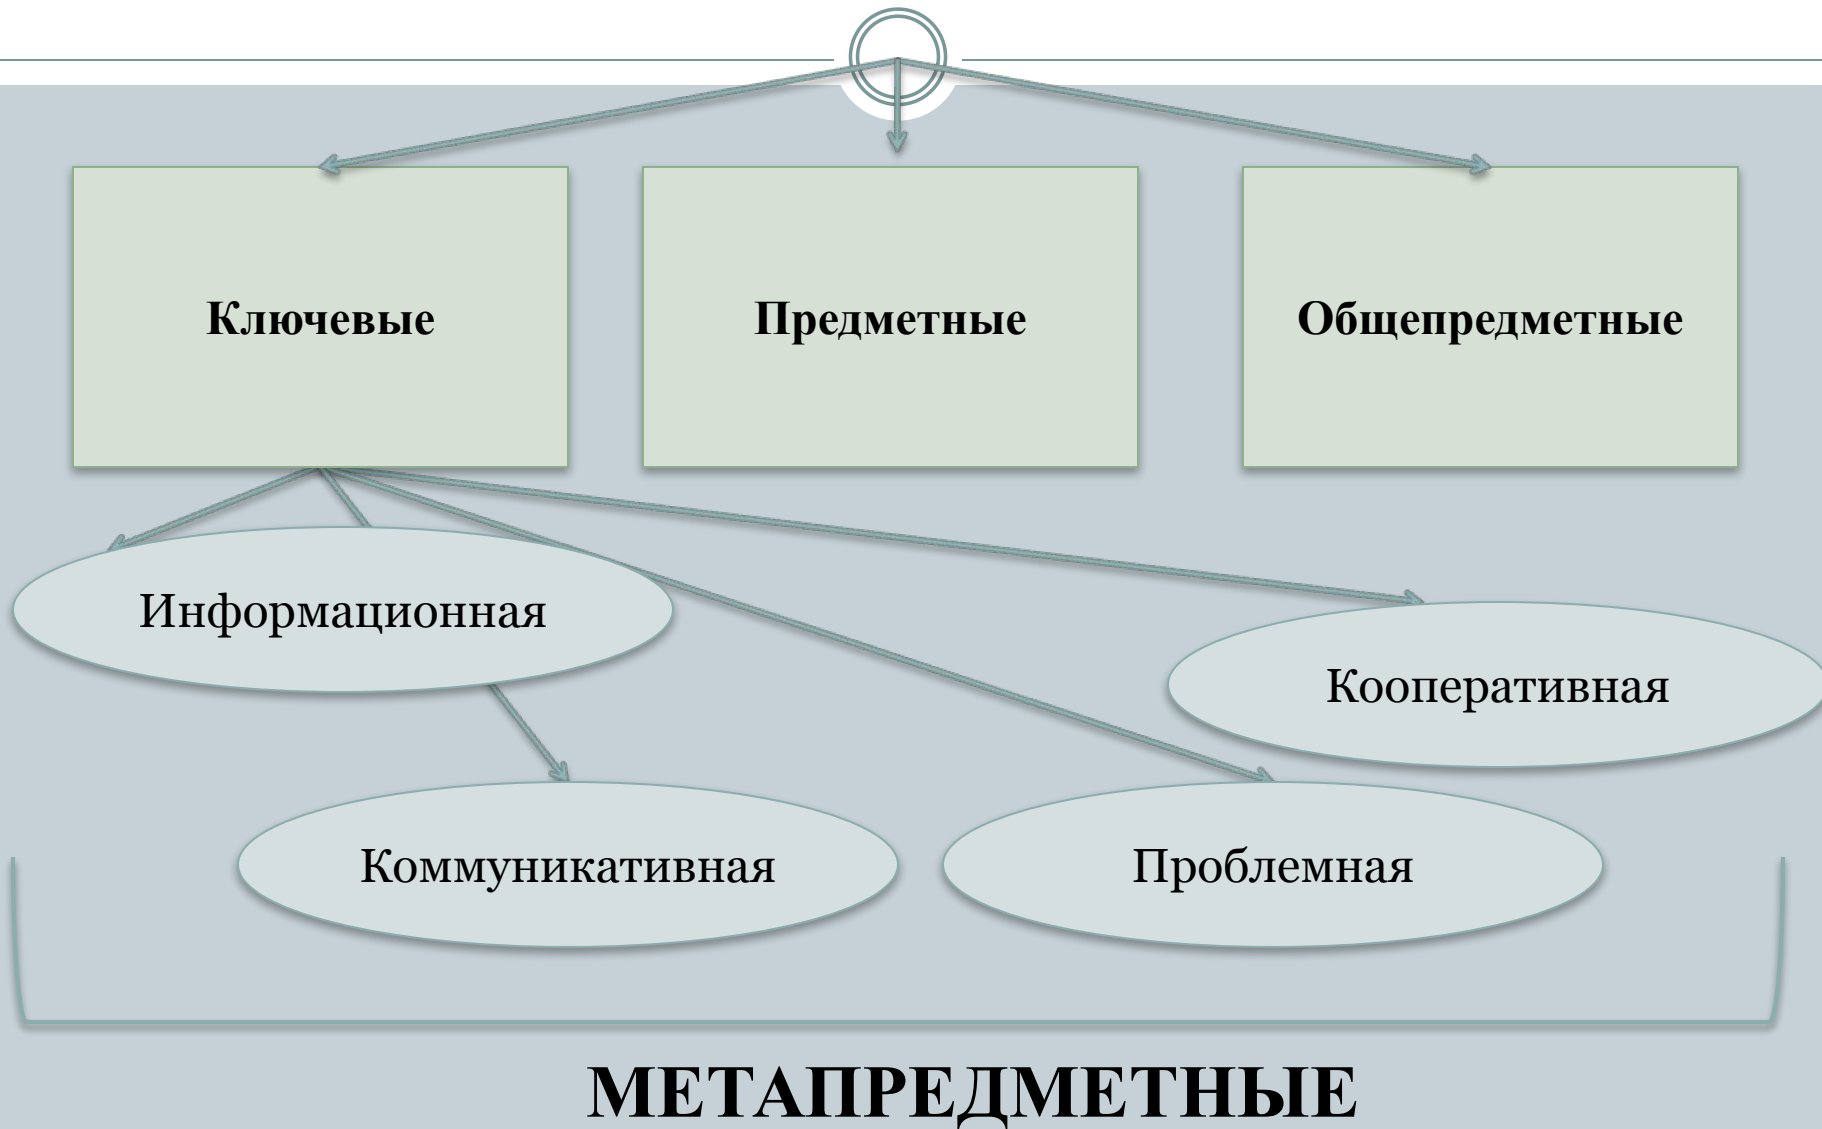 Ключевые
Предметные
Общепредметные
Информационная
Кооперативная
Коммуникативная
Проблемная
МЕТАПРЕДМЕТНЫЕ